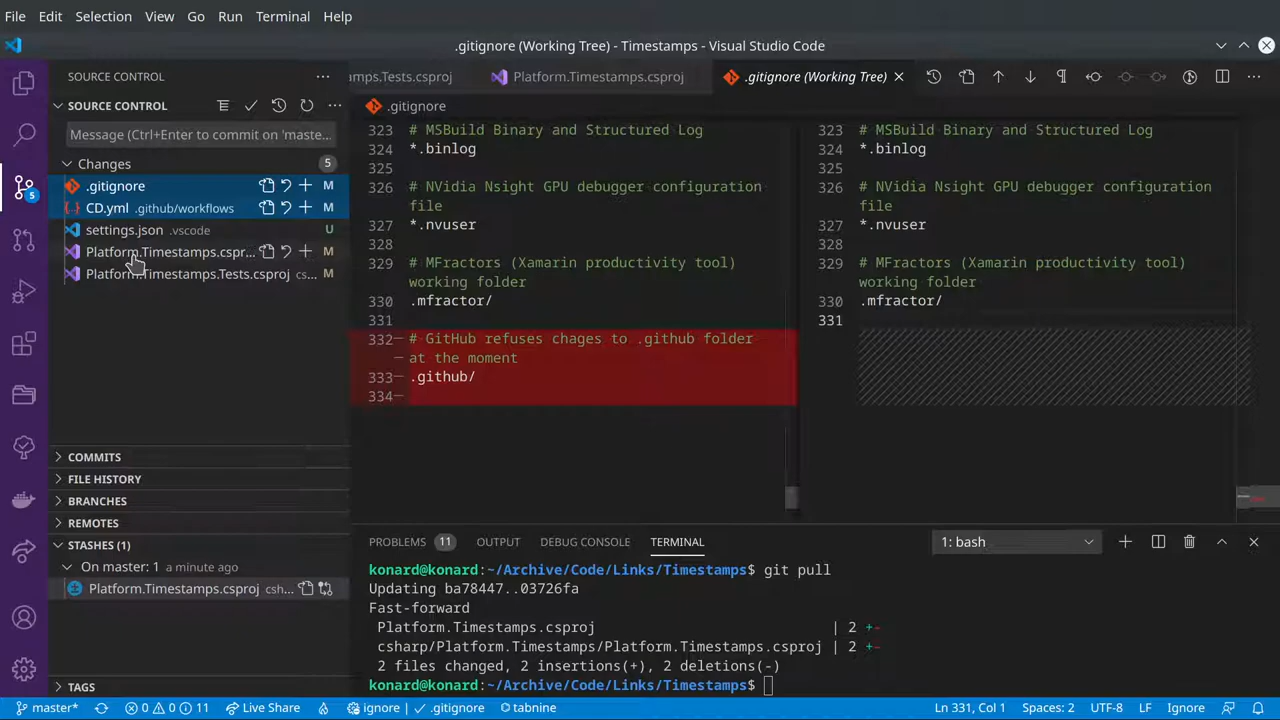 File Edit Selection View Go Run Terminal Help
.gitignore (Working Tree) - Timestamps - Visual Studio Code
SOURCE CONTROL
amps.Tests.csproj Platform.Timestamps.csproj .gitignore (Working Tree)
SOURCE CONTROL
.gitignore
Message (Ctrl+Enter to commit on 'maste...
Changes 5
.gitignore M
CD.yml .github/workflows M
settings.json .vscode U
Platform.Timestamps.cspr... M
Platform.Timestamps.Tests.csproj cs... M
5
COMMITS
FILE HISTORY
BRANCHES
REMOTES
STASHES (1)
On master: 1 a minute ago
Platform.Timestamps.csproj csh...
TAGS
323 # MSBuild Binary and Structured Log
324 *.binlog
325
326 # NVidia Nsight GPU debugger configuration
file
327 *.nvuser
328
329 # MFractors (Xamarin productivity tool)
working folder
330 .mfractor/
331
332− # GitHub refuses chages to .github folder
− at the moment
333− .github/
334−
323 # MSBuild Binary and Structured Log
324 *.binlog
325
326 # NVidia Nsight GPU debugger configuration
file
327 *.nvuser
328
329 # MFractors (Xamarin productivity tool)
working folder
330 .mfractor/
331
PROBLEMS 11 OUTPUT DEBUG CONSOLE TERMINAL 1: bash
konard@konard:~/Archive/Code/Links/Timestamps$ git pull
Updating ba78447..03726fa
Fast-forward
Platform.Timestamps.csproj | 2 +-
csharp/Platform.Timestamps/Platform.Timestamps.csproj | 2 +-
2 files changed, 2 insertions(+), 2 deletions(-)
konard@konard:~/Archive/Code/Links/Timestamps$
master* 0 0 11 Live Share ignore | ✓ .gitignore tabnine Ln 331, Col 1 Spaces: 2 UTF-8 LF Ignore